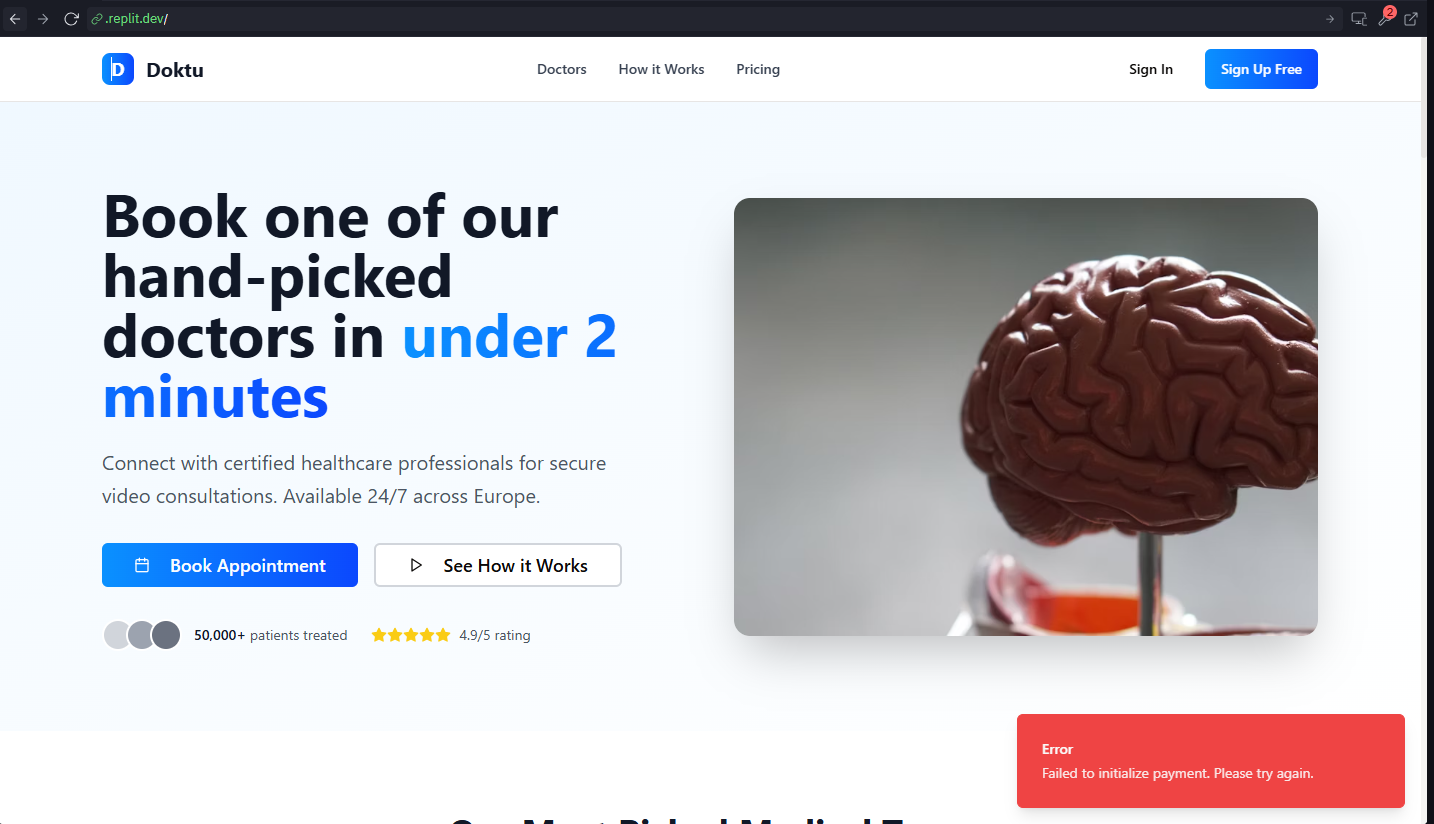 .replit.dev/
2
D
Doktu
Doctors
How it Works
Pricing
Sign In
Sign Up Free
Book one of our
hand-picked
doctors in under 2
minutes
Connect with certified healthcare professionals for secure
video consultations. Available 24/7 across Europe.
Book Appointment
See How it Works
50,000+ patients treated
4.9/5 rating
Error
Failed to initialize payment. Please try again.